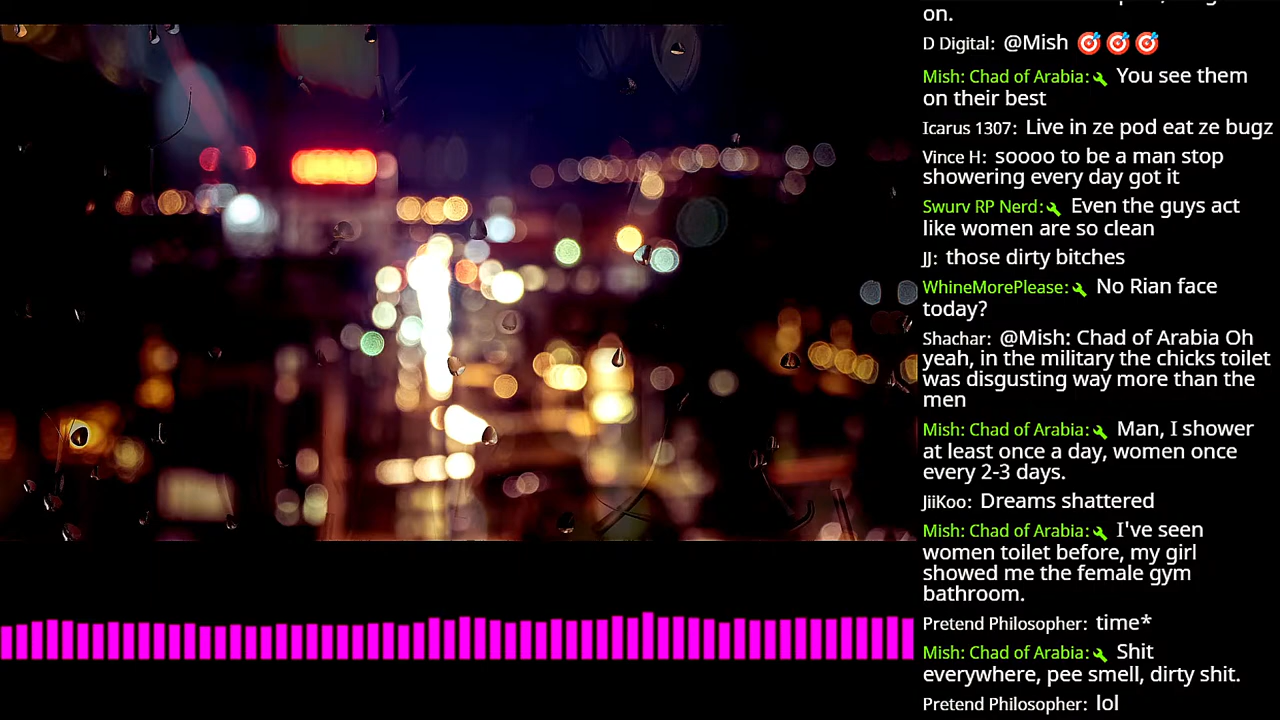 on.
D Digital: @Mish 🎯 🎯 🎯
Mish: Chad of Arabia: You see them
on their best
Icarus 1307: Live in ze pod eat ze bugz
Vince H: soooo to be a man stop
showering every day got it
Swurv RP Nerd: Even the guys act
like women are so clean
JJ: those dirty bitches
WhineMorePlease: No Rian face
today?
Shachar: @Mish: Chad of Arabia Oh
yeah, in the military the chicks toilet
was disgusting way more than the
men
Mish: Chad of Arabia: Man, I shower
at least once a day, women once
every 2-3 days.
JiiKoo: Dreams shattered
Mish: Chad of Arabia: I've seen
women toilet before, my girl
showed me the female gym
bathroom.
Pretend Philosopher: time*
Mish: Chad of Arabia: Shit
everywhere, pee smell, dirty shit.
Pretend Philosopher: lol